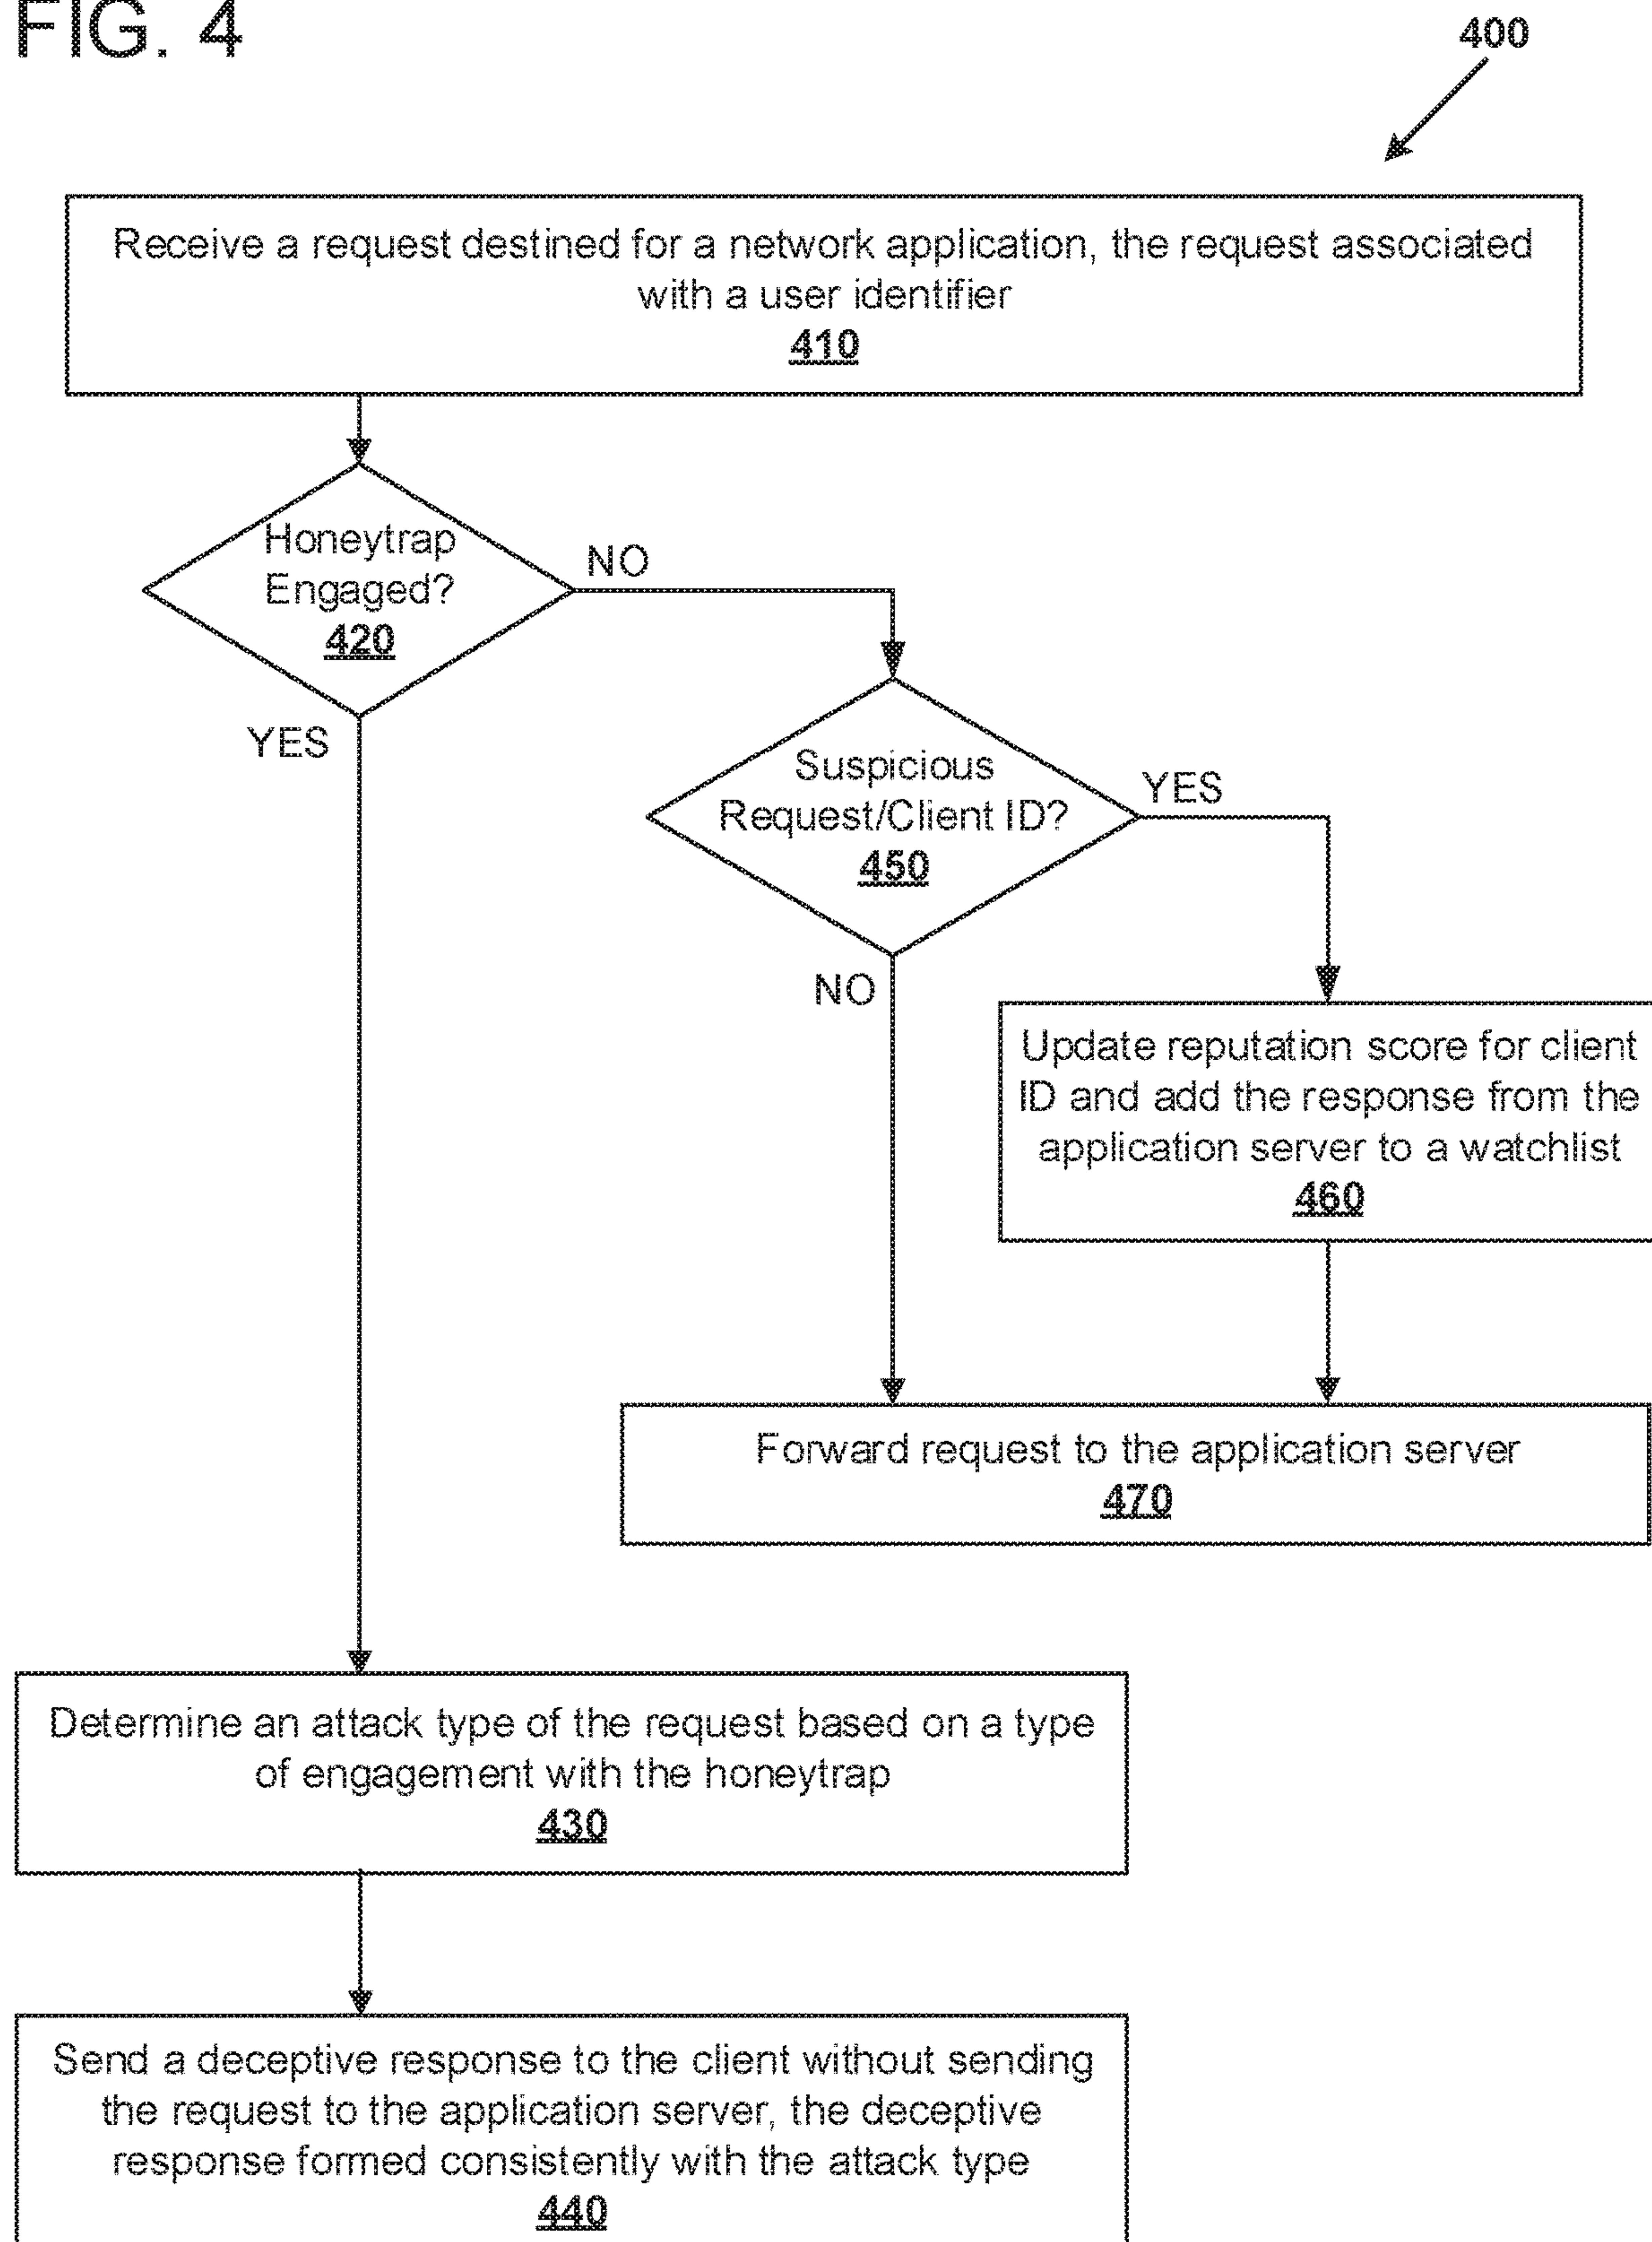 FIG. 4
400
Receive a request destined for a network application, the request associated
with a user identifier
410
Honeytrap
Engaged?
420
NO
YES
Suspicious
Request/Client ID?
450
YES
NO
Update reputation score for client
ID and add the response from the
application server to a watchlist
460
Forward request to the application server
470
Determine an attack type of the request based on a type
of engagement with the honeytrap
430
Send a deceptive response to the client without sending
the request to the application server, the deceptive
response formed consistently with the attack type
440